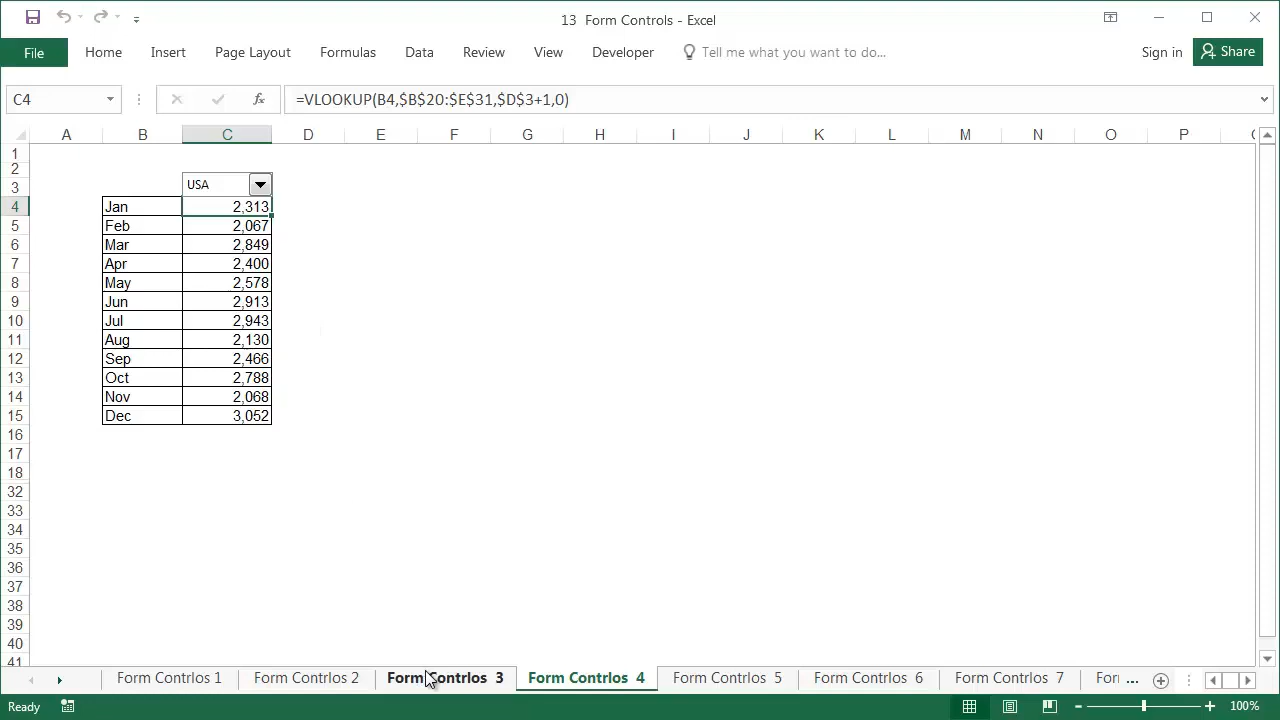 13 Form Controls - Excel
File Home Insert Page Layout Formulas Data Review View Developer Tell me what you want to do... Sign in Share
C4 fx =VLOOKUP(B4,$B$20:$E$31,$D$3+1,0)
A B C D E F G H I J K L M N O P
1
2
3 USA
4 Jan 2,313
5 Feb 2,067
6 Mar 2,849
7 Apr 2,400
8 May 2,578
9 Jun 2,913
10 Jul 2,943
11 Aug 2,130
12 Sep 2,466
13 Oct 2,788
14 Nov 2,068
15 Dec 3,052
16
17
18
32
33
34
35
36
37
38
39
40
41
Form Contrlos 1 Form Contrlos 2 Form Contrlos 3 Form Contrlos 4 Form Contrlos 5 Form Contrlos 6 Form Contrlos 7 For ...
Ready 100%